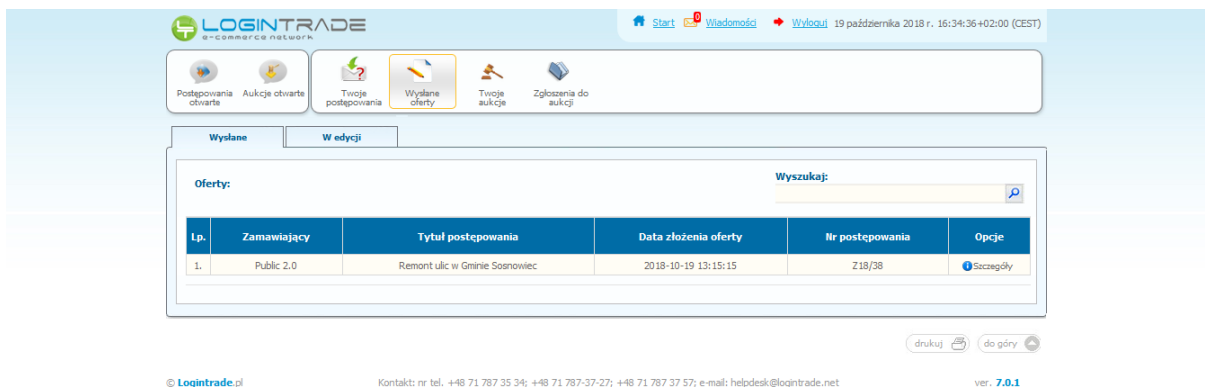 LOGINTRADE
e-commerce network
Start 0 Wiadomości Wyloguj 19 października 2018 r. 16:34:36+02:00 (CEST)
Postępowania otwarte
Aukcje otwarte
Twoje postępowania
Wysłane oferty
Twoje aukcje
Zgłoszenia do aukcji
Wysłane W edycji
Oferty:
Wyszukaj:
Lp. Zamawiający Tytuł postępowania Data złożenia oferty Nr postępowania Opcje
1. Public 2.0 Remont ulic w Gminie Sosnowiec 2018-10-19 13:15:15 Z18/38 Szczegóły
drukuj do góry
© Logintrade.pl Kontakt: nr tel. +48 71 787 35 34; +48 71 787-37-27; +48 71 787 37 57; e-mail: helpdesk@logintrade.net ver. 7.0.1